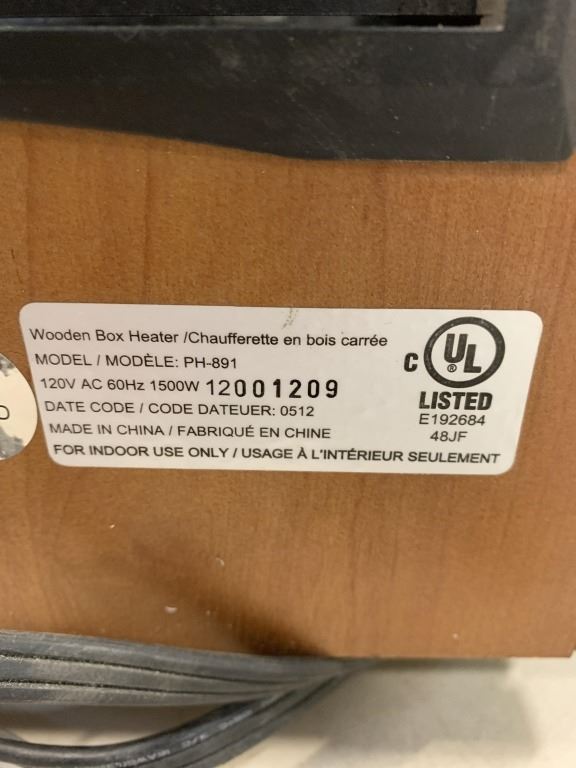 Wooden Box Heater /Chaufferette en bois carrée
MODEL / MODÈLE: PH-891
120V AC 60Hz 1500W 12001209
DATE CODE / CODE DATEUER: 0512
MADE IN CHINA / FABRIQUÉ EN CHINE
FOR INDOOR USE ONLY / USAGE À L'INTÉRIEUR SEULEMENT
C UL ®
LISTED
E192684
48JF